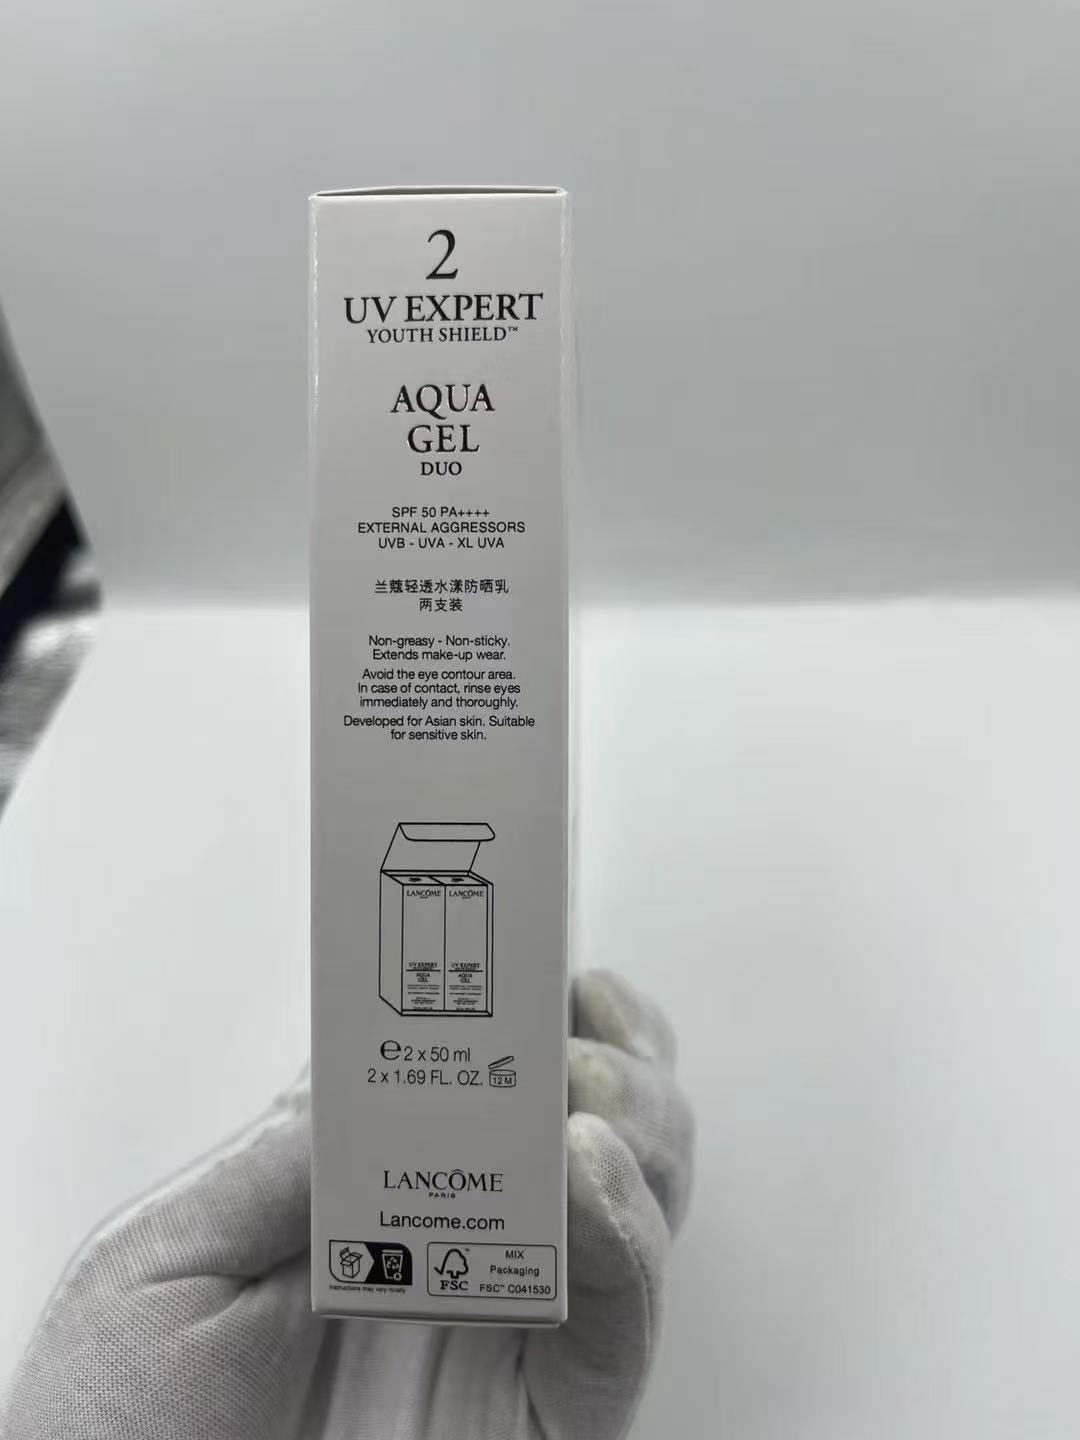 2
UV EXPERT
YOUTH SHIELD™
AQUA
GEL
DUO
SPF 50 PA++++
EXTERNAL AGGRESSORS
UVB - UVA - XL UVA
兰蔻轻透水漾防晒乳
两支装
Non-greasy - Non-sticky.
Extends make-up wear.
Avoid the eye contour area.
In case of contact, rinse eyes
immediately and thoroughly.
Developed for Asian skin. Suitable
for sensitive skin.
LANCÔME LANCÔME
UV EXPERT UV EXPERT
AQUA AQUA
GEL GEL
℮ 2 x 50 ml
2 x 1.69 FL. OZ. 12 M
LANCÔME
PARIS
Lancome.com
Instructions may vary locally
FSC™
MIX
Packaging
FSC™ C041530